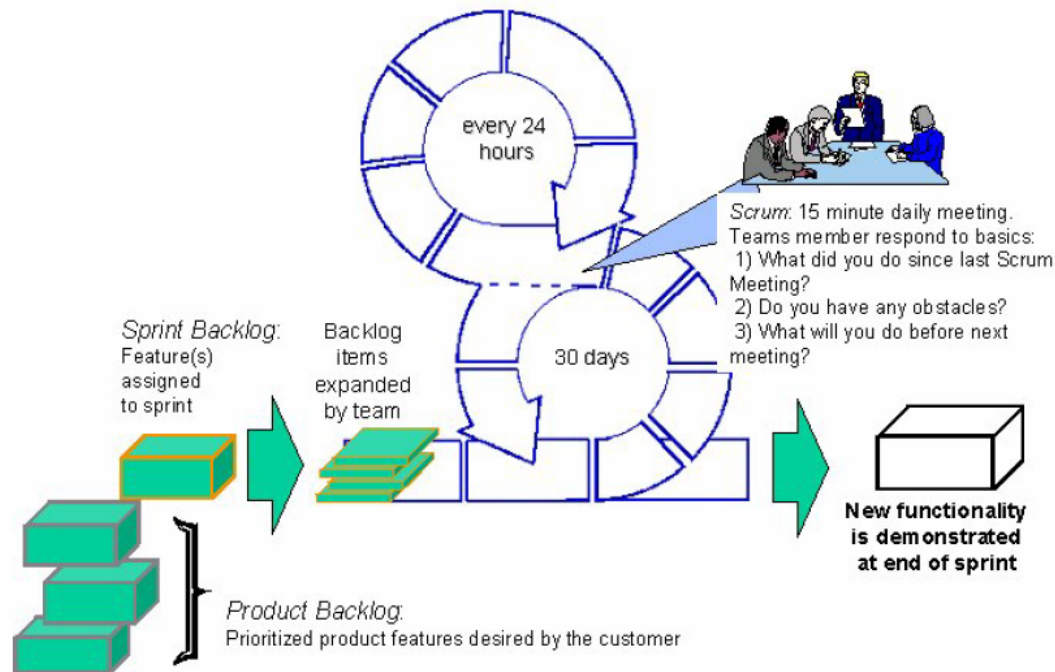 every 24
hours
Scrum: 15 minute daily meeting.
Teams member respond to basics:
1) What did you do since last Scrum
Meeting?
2) Do you have any obstacles?
3) What will you do before next
meeting?
Sprint Backlog:
Feature(s)
assigned
to sprint
Backlog
items
expanded
by team
30 days
New functionality
is demonstrated
at end of sprint
Product Backlog:
Prioritized product features desired by the customer